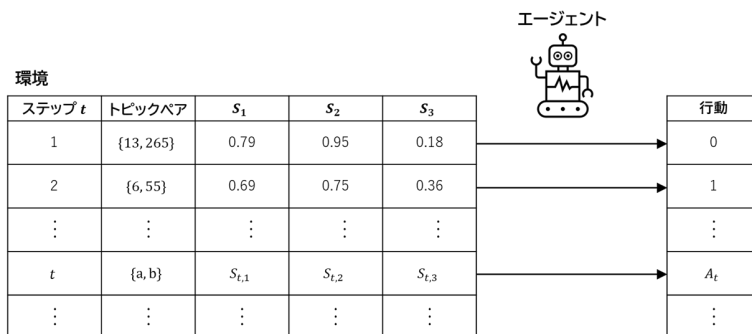 エージェント
環境
ステップ t トピックペア S₁ S₂ S₃ 行動
1 {13, 265} 0.79 0.95 0.18 0
2 {6, 55} 0.69 0.75 0.36 1
⋮ ⋮ ⋮ ⋮ ⋮ ⋮
t {a, b} Sₜ,₁ Sₜ,₂ Sₜ,₃ Aₜ
⋮ ⋮ ⋮ ⋮ ⋮ ⋮